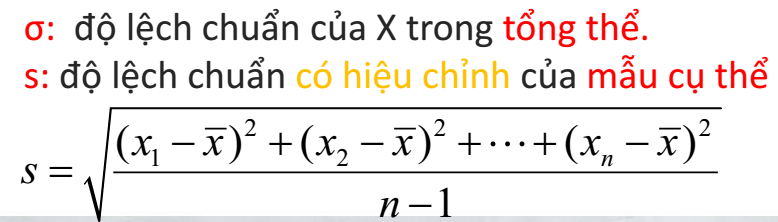 σ: độ lệch chuẩn của X trong tổng thể.
s: độ lệch chuẩn có hiệu chỉnh của mẫu cụ thể
s = √(((x₁ − x̅)² + (x₂ − x̅)² + ⋯ + (xₙ − x̅)²) / (n − 1))